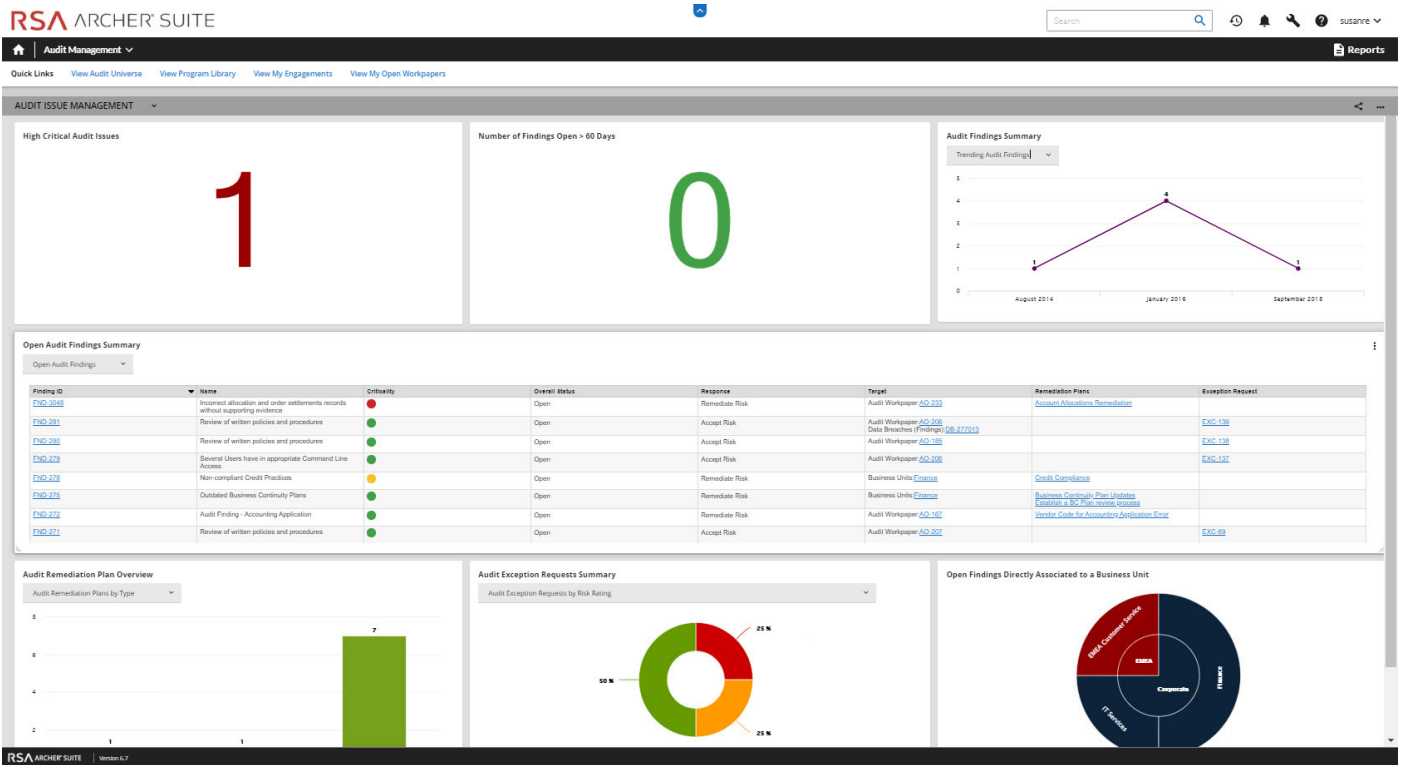 RSA ARCHER® SUITE
Search
susanre
Audit Management
Reports
Quick Links View Audit Universe View Program Library View My Engagements View My Open Workpapers
AUDIT ISSUE MANAGEMENT
High Critical Audit Issues
1
Number of Findings Open > 60 Days
0
Audit Findings Summary
Trending Audit Findings
5
4
3
2
1
0
1
4
1
August 2014 January 2016 September 2018
Open Audit Findings Summary
Open Audit Findings
Finding ID Name Criticality Overall Status Response Target Remediation Plans Exception Request
FND-3048 Incorrect allocation and order settlements records Open Remediate Risk Audit Workpaper:AO-233 Account Allocations Remediation
without supporting evidence
FND-281 Review of written policies and procedures Open Accept Risk Audit Workpaper:AO-206 EXC-139
Data Breaches (Findings):DB-277013
FND-280 Review of written policies and procedures Open Accept Risk Audit Workpaper:AO-185 EXC-138
FND-279 Several Users have in appropriate Command Line Open Accept Risk Audit Workpaper:AO-206 EXC-137
Access
FND-278 Non-compliant Credit Practices Open Remediate Risk Business Units:Finance Credit Compliance
FND-275 Outdated Business Continuity Plans Open Remediate Risk Business Units:Finance Business Continuity Plan Updates
Establish a BC Plan review process
FND-272 Audit Finding - Accounting Application Open Remediate Risk Audit Workpaper:AO-167 Vendor Code for Accounting Application Error
FND-271 Review of written policies and procedures Open Accept Risk Audit Workpaper:AO-207 EXC-69
Audit Remediation Plan Overview
Audit Remediation Plans by Type
8
6
4
2
1
1
7
Audit Exception Requests Summary
Audit Exception Requests by Risk Rating
25 %
50 %
25 %
Open Findings Directly Associated to a Business Unit
EMEA Customer Service
EMEA
Corporate
Finance
IT Services
RSA ARCHER® SUITE Version 6.7